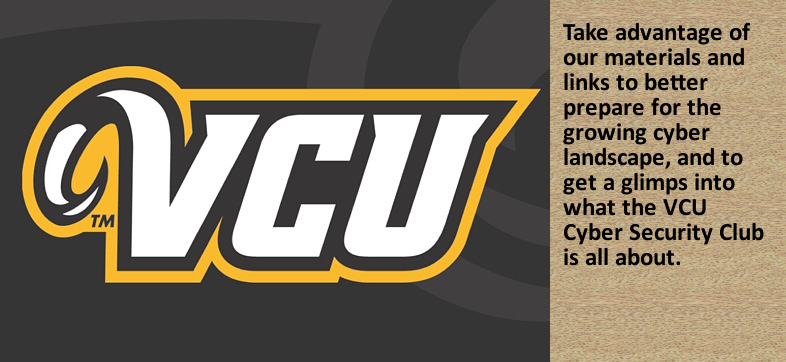 VCU
TM
Take advantage of
our materials and
links to better
prepare for the
growing cyber
landscape, and to
get a glimps into
what the VCU
Cyber Security Club
is all about.